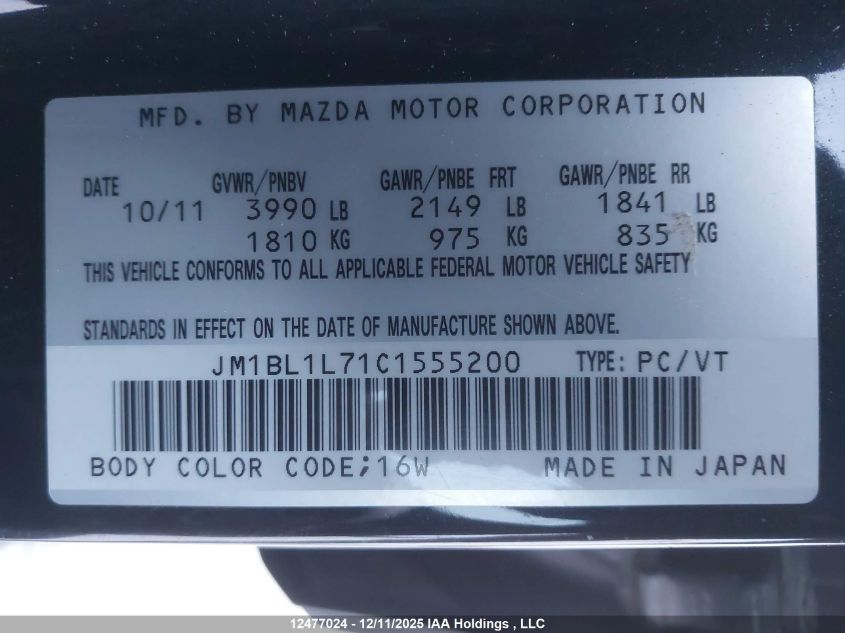 MFD. BY MAZDA MOTOR CORPORATION
DATE GVWR/PNBV GAWR/PNBE FRT GAWR/PNBE RR
10/11 3990 LB 2149 LB 1841 LB
1810 KG 975 KG 835 KG
THIS VEHICLE CONFORMS TO ALL APPLICABLE FEDERAL MOTOR VEHICLE SAFETY
STANDARDS IN EFFECT ON THE DATE OF MANUFACTURE SHOWN ABOVE.
JM1BL1L71C1555200 TYPE: PC/VT
BODY COLOR CODE;16W MADE IN JAPAN
12477024 - 12/11/2025 IAA Holdings , LLC